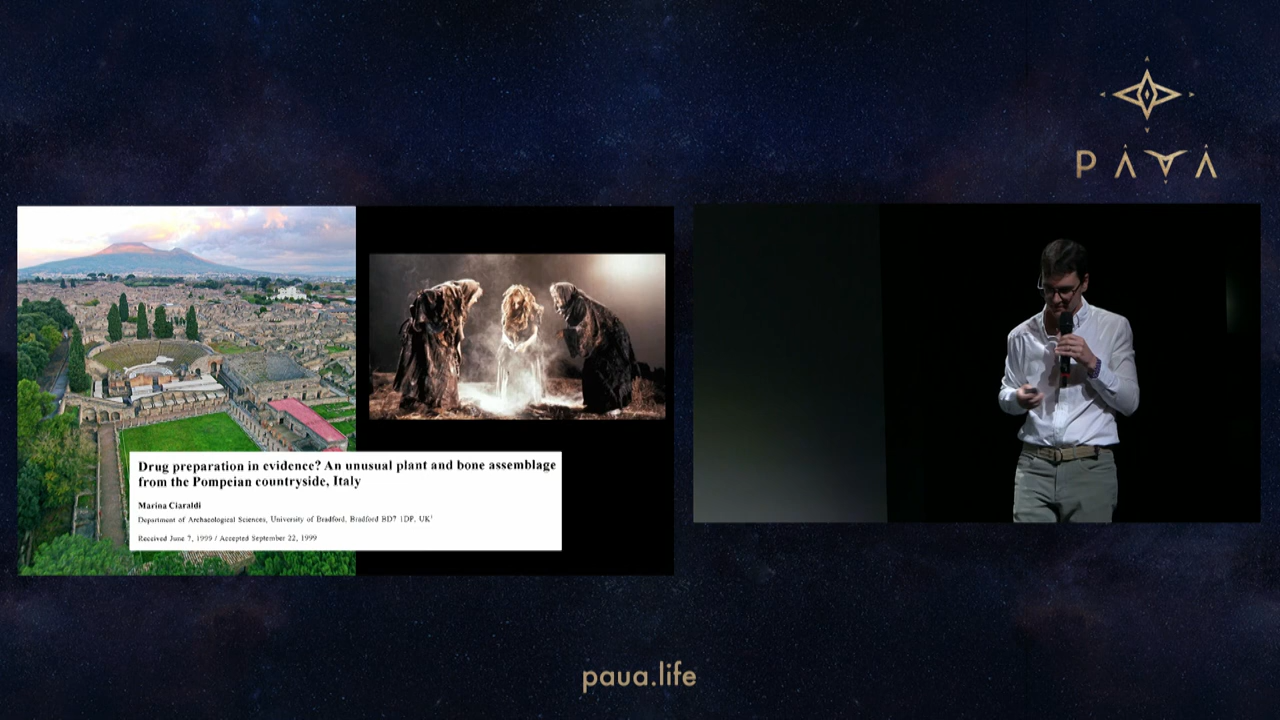 PAUA
Drug preparation in evidence? An unusual plant and bone assemblage
from the Pompeian countryside, Italy
Marina Ciaraldi
Department of Archaeological Sciences, University of Bradford, Bradford BD7 1DP, UK¹
Received June 7, 1999 / Accepted September 22, 1999
paua.life